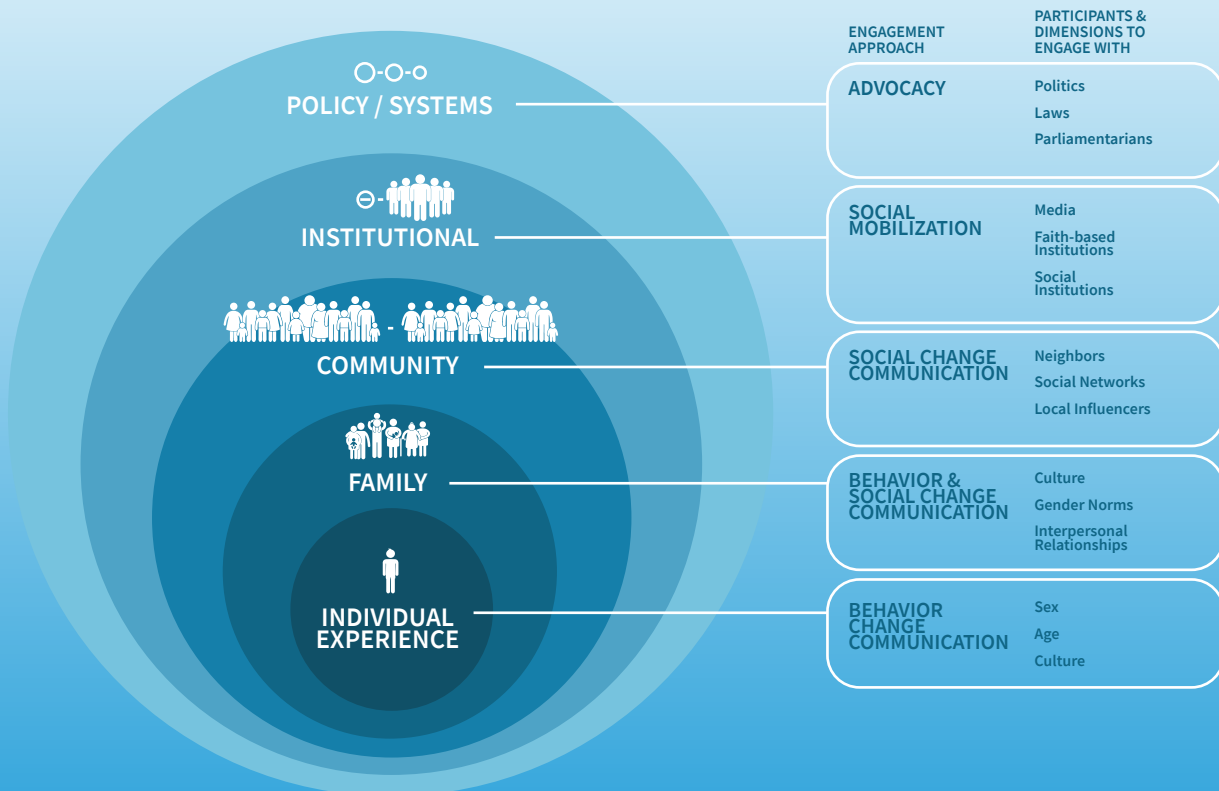 ENGAGEMENT
APPROACH
PARTICIPANTS &
DIMENSIONS TO
ENGAGE WITH
POLICY / SYSTEMS
ADVOCACY
Politics
Laws
Parliamentarians
INSTITUTIONAL
SOCIAL
MOBILIZATION
Media
Faith-based
Institutions
Social
Institutions
COMMUNITY
SOCIAL CHANGE
COMMUNICATION
Neighbors
Social Networks
Local Influencers
FAMILY
BEHAVIOR &
SOCIAL CHANGE
COMMUNICATION
Culture
Gender Norms
Interpersonal
Relationships
INDIVIDUAL
EXPERIENCE
BEHAVIOR
CHANGE
COMMUNICATION
Sex
Age
Culture